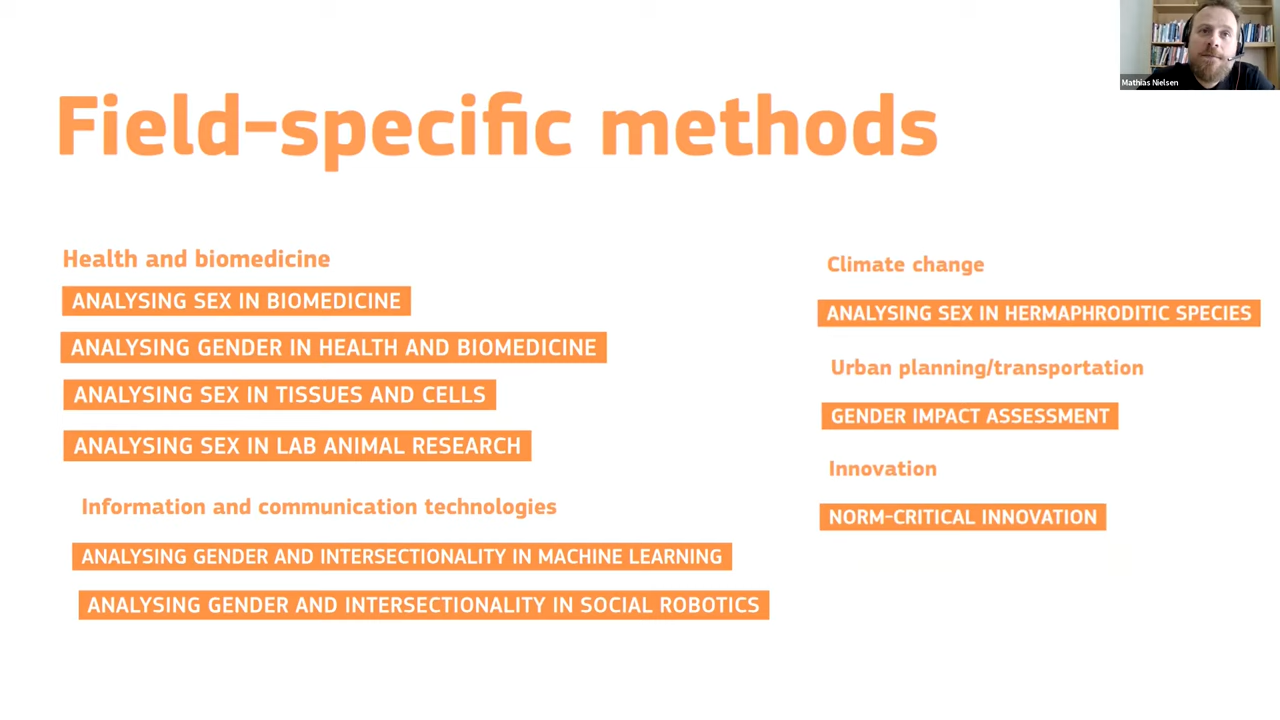 Mathias Nielsen
Field-specific methods
Health and biomedicine
ANALYSING SEX IN BIOMEDICINE
ANALYSING GENDER IN HEALTH AND BIOMEDICINE
ANALYSING SEX IN TISSUES AND CELLS
ANALYSING SEX IN LAB ANIMAL RESEARCH
Information and communication technologies
ANALYSING GENDER AND INTERSECTIONALITY IN MACHINE LEARNING
ANALYSING GENDER AND INTERSECTIONALITY IN SOCIAL ROBOTICS
Climate change
ANALYSING SEX IN HERMAPHRODITIC SPECIES
Urban planning/transportation
GENDER IMPACT ASSESSMENT
Innovation
NORM-CRITICAL INNOVATION